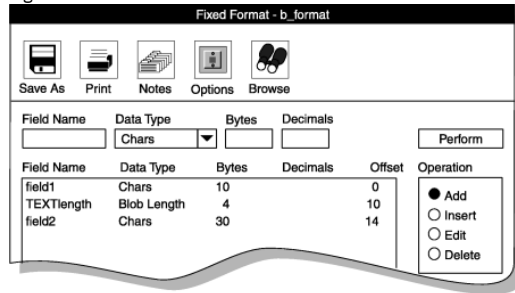 Fixed Format - b_format
Save As Print Notes Options Browse
Field Name Data Type Bytes Decimals
Chars
Perform
Field Name Data Type Bytes Decimals Offset Operation
field1 Chars 10 0
Add
TEXTlength Blob Length 4 10
Insert
field2 Chars 30 14
Edit
Delete